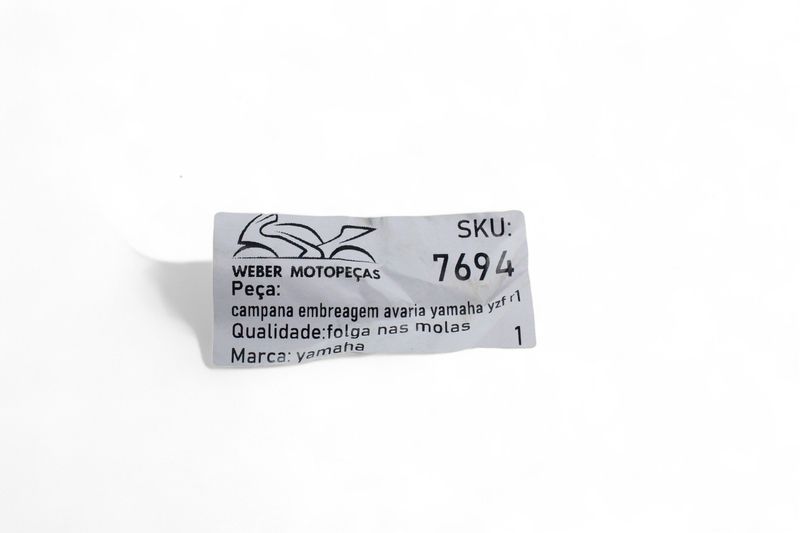 WEBER MOTOPEÇAS
SKU:
7694
Peça:
campana embreagem avaria yamaha yzf r1
Qualidade:folga nas molas
Marca: yamaha
1